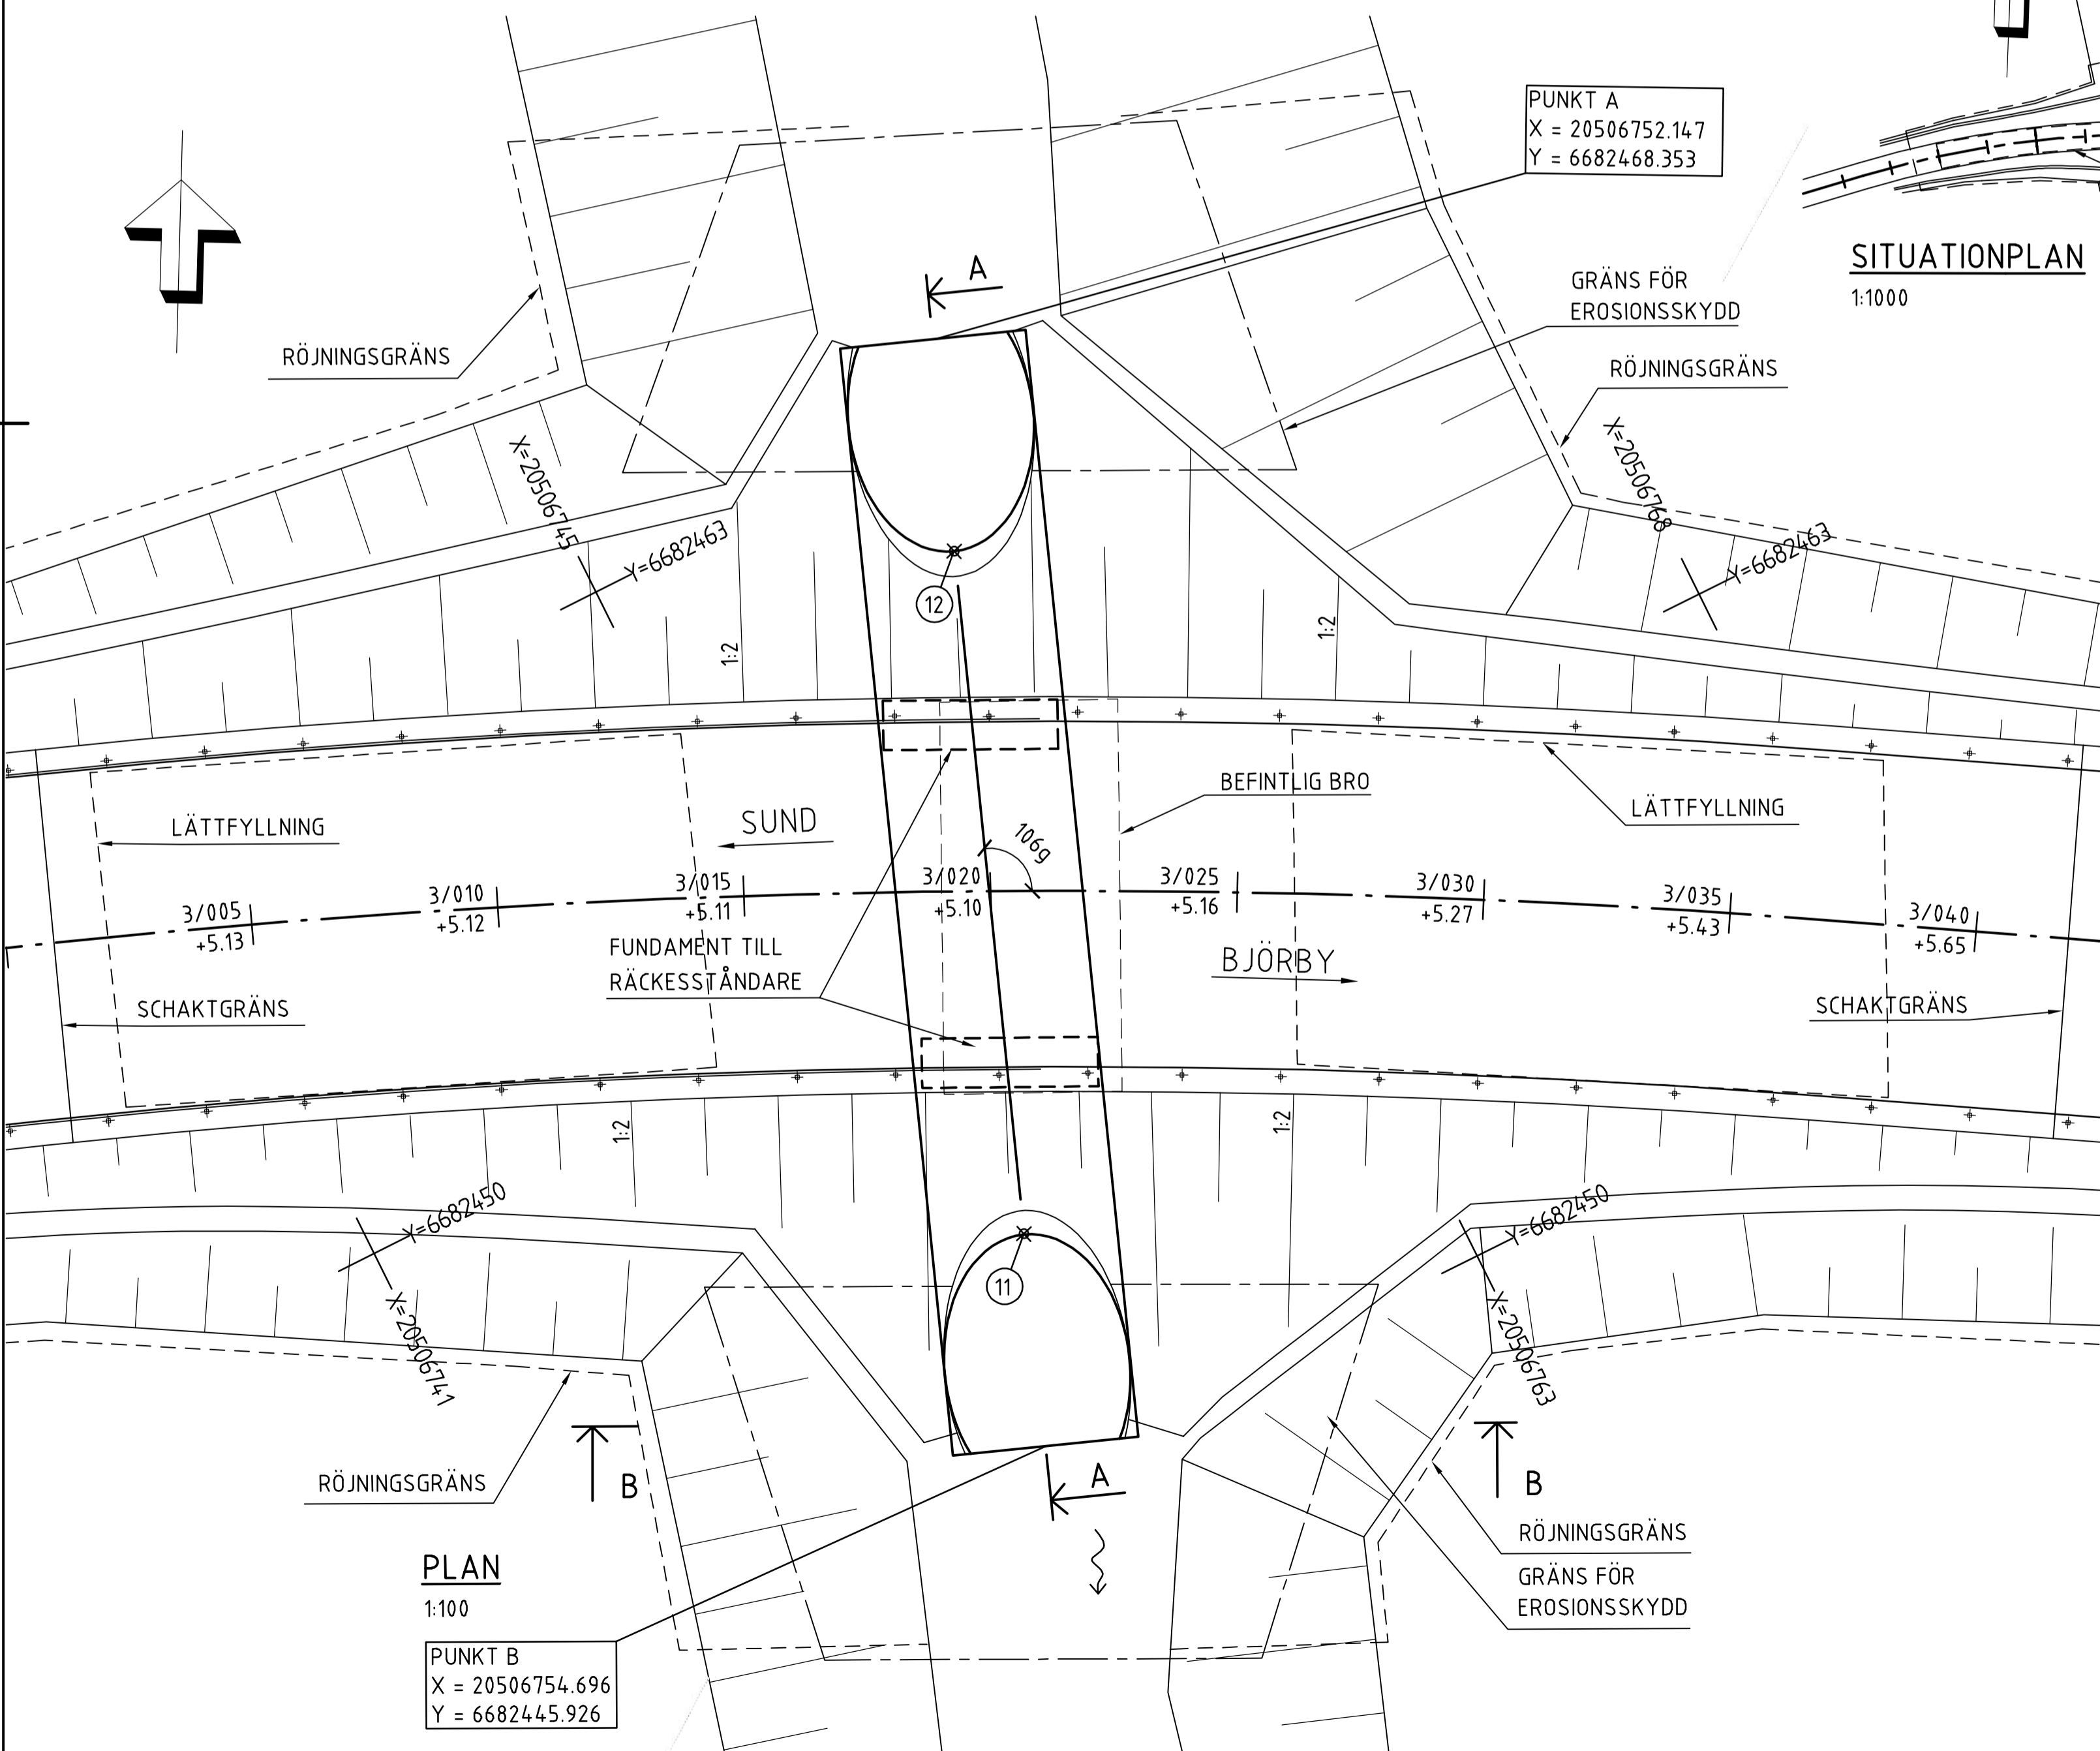 PUNKT A
X = 20506752.147
Y = 6682468.353
SITUATIONPLAN
1:1000
A
GRÄNS FÖR
EROSIONSSKYDD
RÖJNINGSGRÄNS
RÖJNINGSGRÄNS
X=20506745
Y=6682463
X=20506768
Y=6682463
12
1:2
1:2
BEFINTLIG BRO
LÄTTFYLLNING
SUND
LÄTTFYLLNING
106g
3/005
+5.13
3/010
+5.12
3/015
+5.11
3/020
+5.10
3/025
+5.16
3/030
+5.27
3/035
+5.43
3/040
+5.65
FUNDAMENT TILL
RÄCKESSTÅNDARE
BJÖRBY
SCHAKTGRÄNS
SCHAKTGRÄNS
1:2
1:2
Y=6682450
X=20506741
Y=6682450
X=20506763
11
RÖJNINGSGRÄNS
B
A
B
RÖJNINGSGRÄNS
GRÄNS FÖR
EROSIONSSKYDD
PLAN
1:100
PUNKT B
X = 20506754.696
Y = 6682445.926